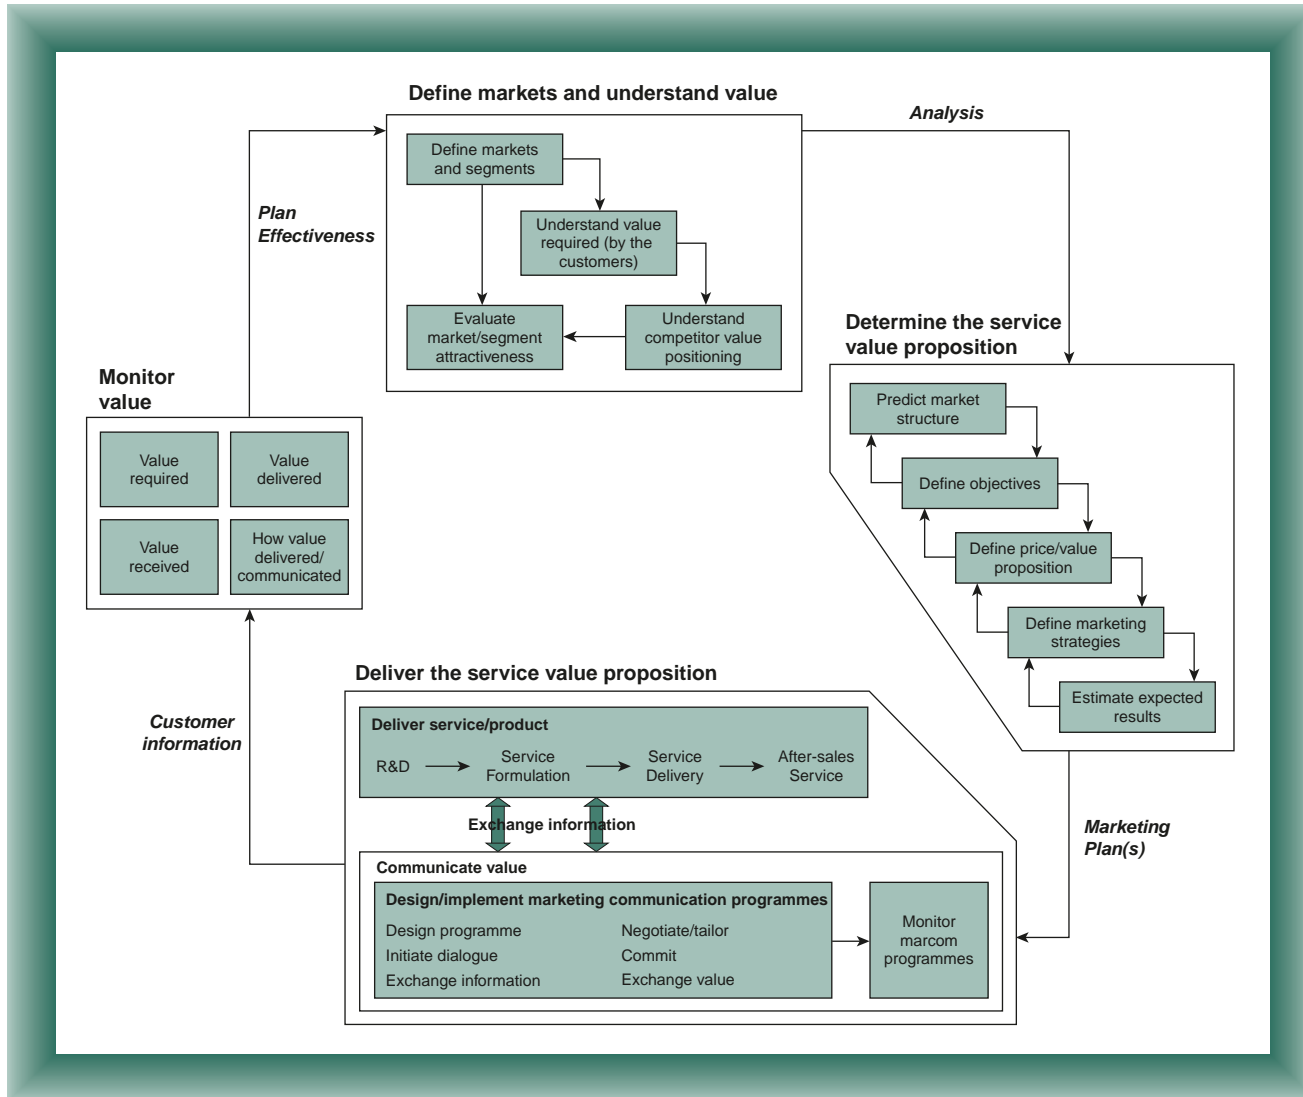 Define markets and understand value
Analysis
Define markets
and segments
Understand value
required (by the
customers)
Evaluate
market/segment
attractiveness
Understand
competitor value
positioning
Plan
Effectiveness
Determine the service
value proposition
Predict market
structure
Define objectives
Define price/value
proposition
Define marketing
strategies
Estimate expected
results
Monitor
value
Value
required
Value
delivered
Value
received
How value
delivered/
communicated
Customer
information
Deliver the service value proposition
Deliver service/product
R&D
Service
Formulation
Service
Delivery
After-sales
Service
Exchange information
Communicate value
Design/implement marketing communication programmes
Design programme
Initiate dialogue
Exchange information
Negotiate/tailor
Commit
Exchange value
Monitor
marcom
programmes
Marketing
Plan(s)